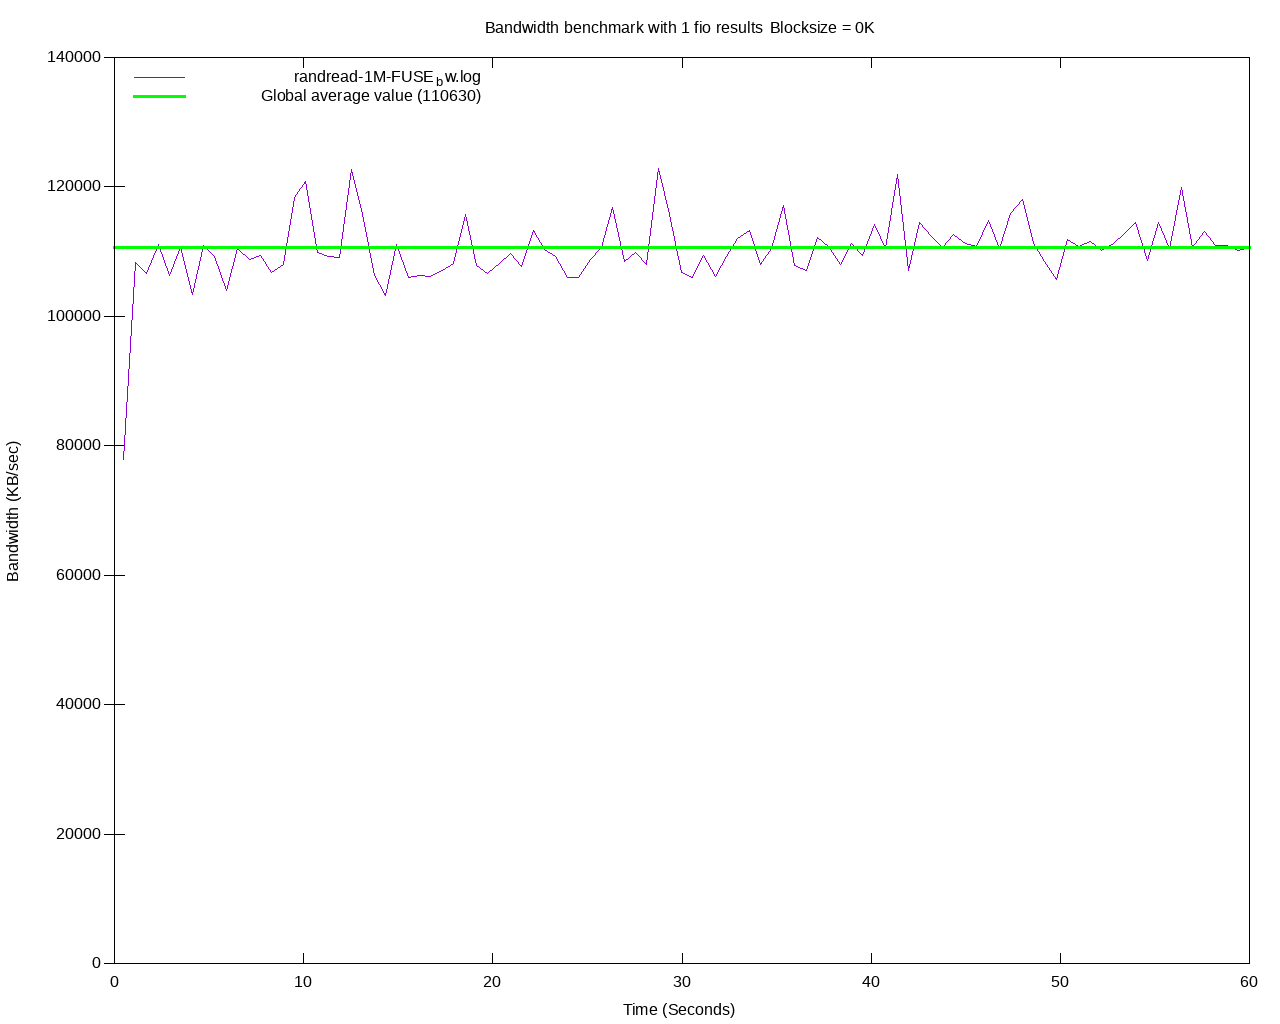 Bandwidth benchmark with 1 fio results Blocksize = 0K
140000
120000
100000
80000
60000
40000
20000
0
randread-1M-FUSE_bw.log
Global average value (110630)
Bandwidth (KB/sec)
0 10 20 30 40 50 60
Time (Seconds)